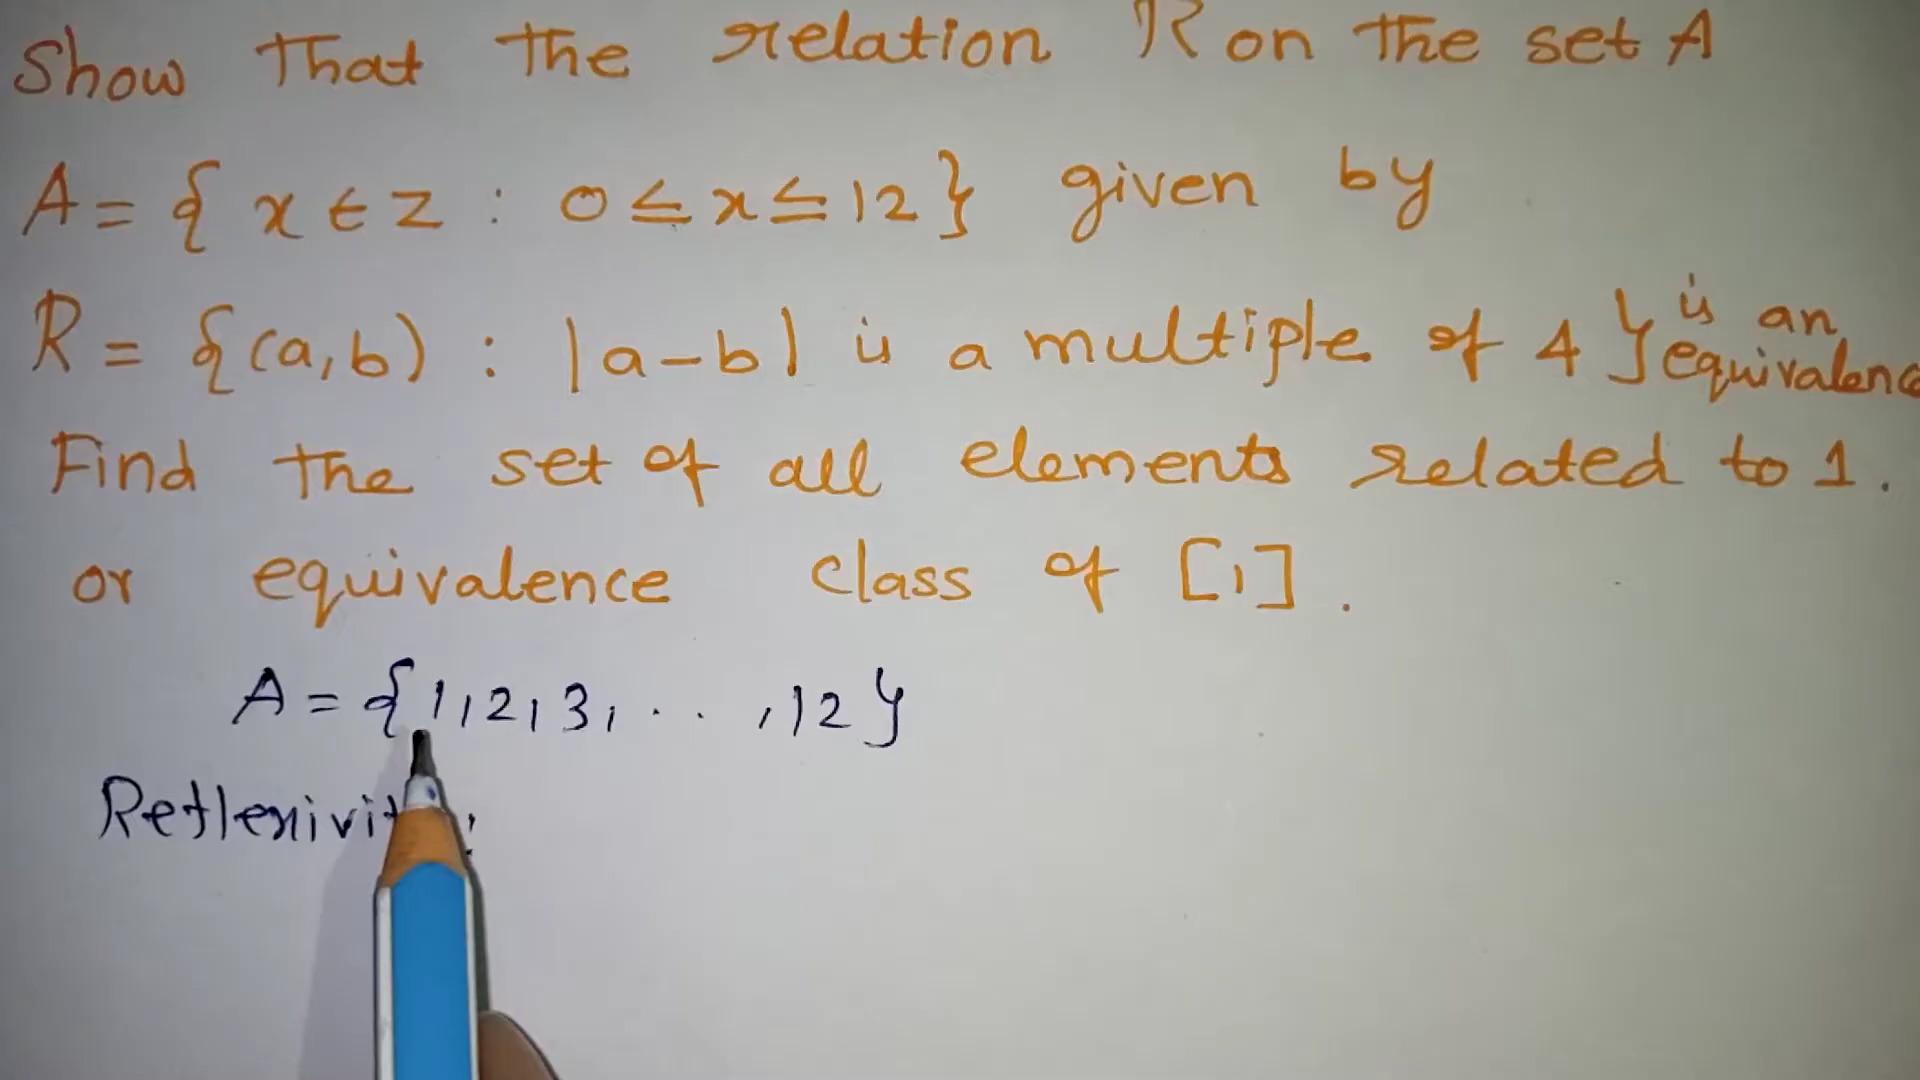 Show That the relation R on the set A
A = { x ∈ Z : 0 ≤ x ≤ 12 } given by
R = {(a,b) : |a-b| is a multiple of 4 } is an equivalence
Find the set of all elements related to 1.
or equivalence class of [1].
A = {1,2,3, .. ,12}